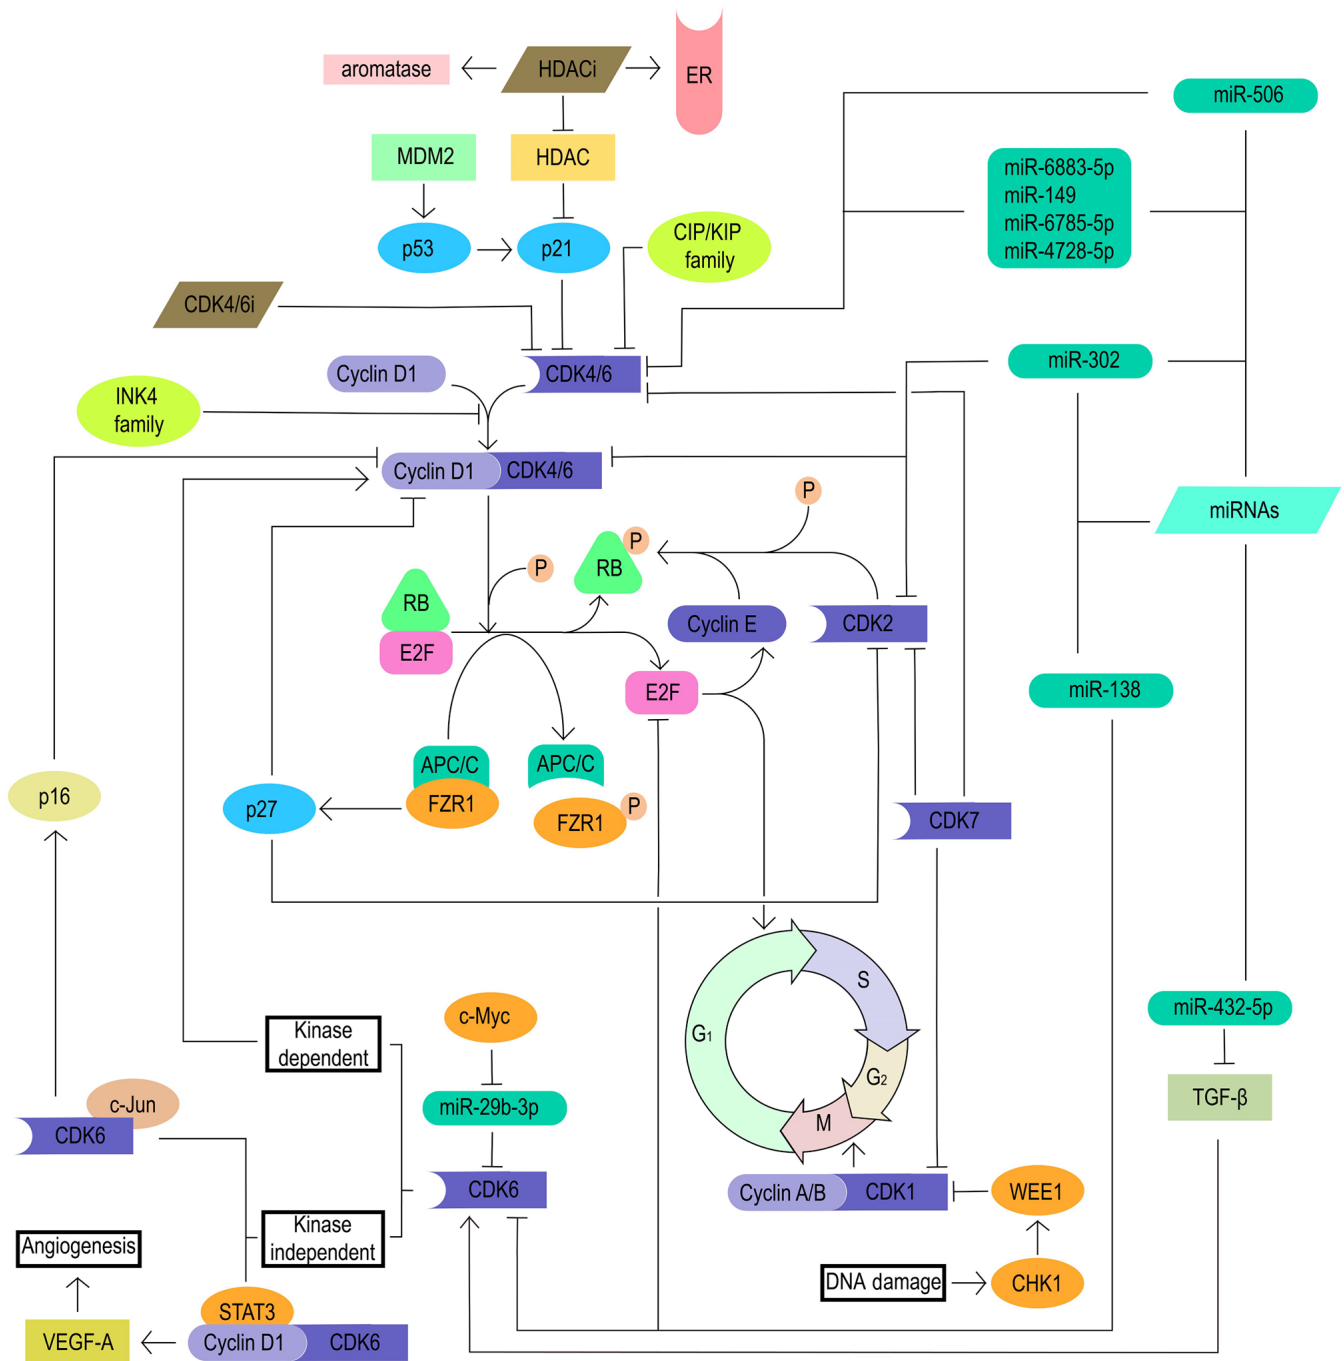 aromatase
HDACi
ER
miR-506
MDM2
HDAC
miR-6883-5p
miR-149
miR-6785-5p
miR-4728-5p
p53
p21
CIP/KIP
family
CDK4/6i
miR-302
Cyclin D1
CDK4/6
INK4
family
Cyclin D1
CDK4/6
P
miRNAs
P
RB
P
RB
E2F
Cyclin E
CDK2
E2F
miR-138
APC/C
FZR1
APC/C
FZR1
P
p16
p27
CDK7
S
G1
G2
M
c-Myc
miR-432-5p
Kinase
dependent
miR-29b-3p
TGF-β
c-Jun
CDK6
CDK6
Cyclin A/B
CDK1
WEE1
Kinase
independent
Angiogenesis
DNA damage
CHK1
STAT3
VEGF-A
Cyclin D1
CDK6